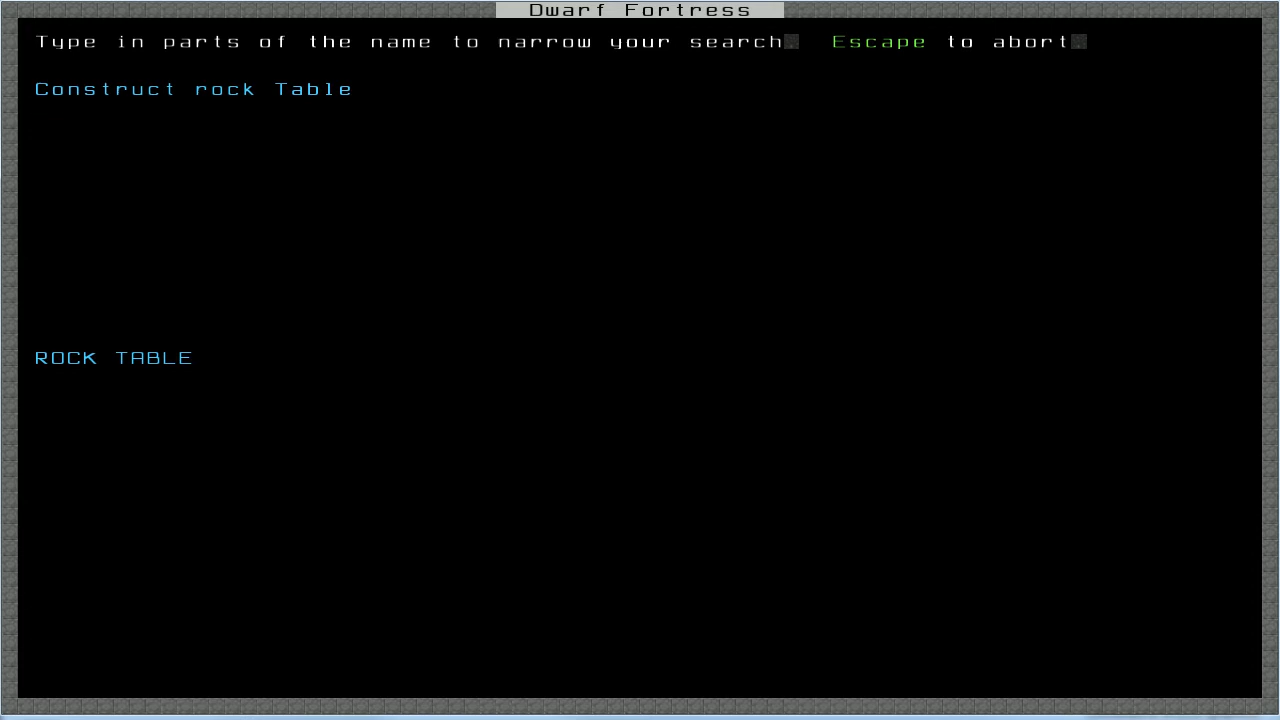 Dwarf Fortress
Type in parts of the name to narrow your search. Escape to abort.
Construct rock Table
ROCK TABLE